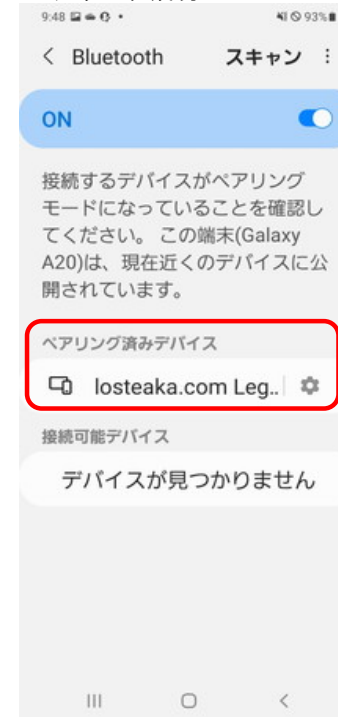 9:48
93%
Bluetooth
スキャン
ON
接続するデバイスがペアリング
モードになっていることを確認し
てください。 この端末(Galaxy
A20)は、現在近くのデバイスに公
開されています。
ペアリング済みデバイス
losteaka.com Leg..
接続可能デバイス
デバイスが見つかりません